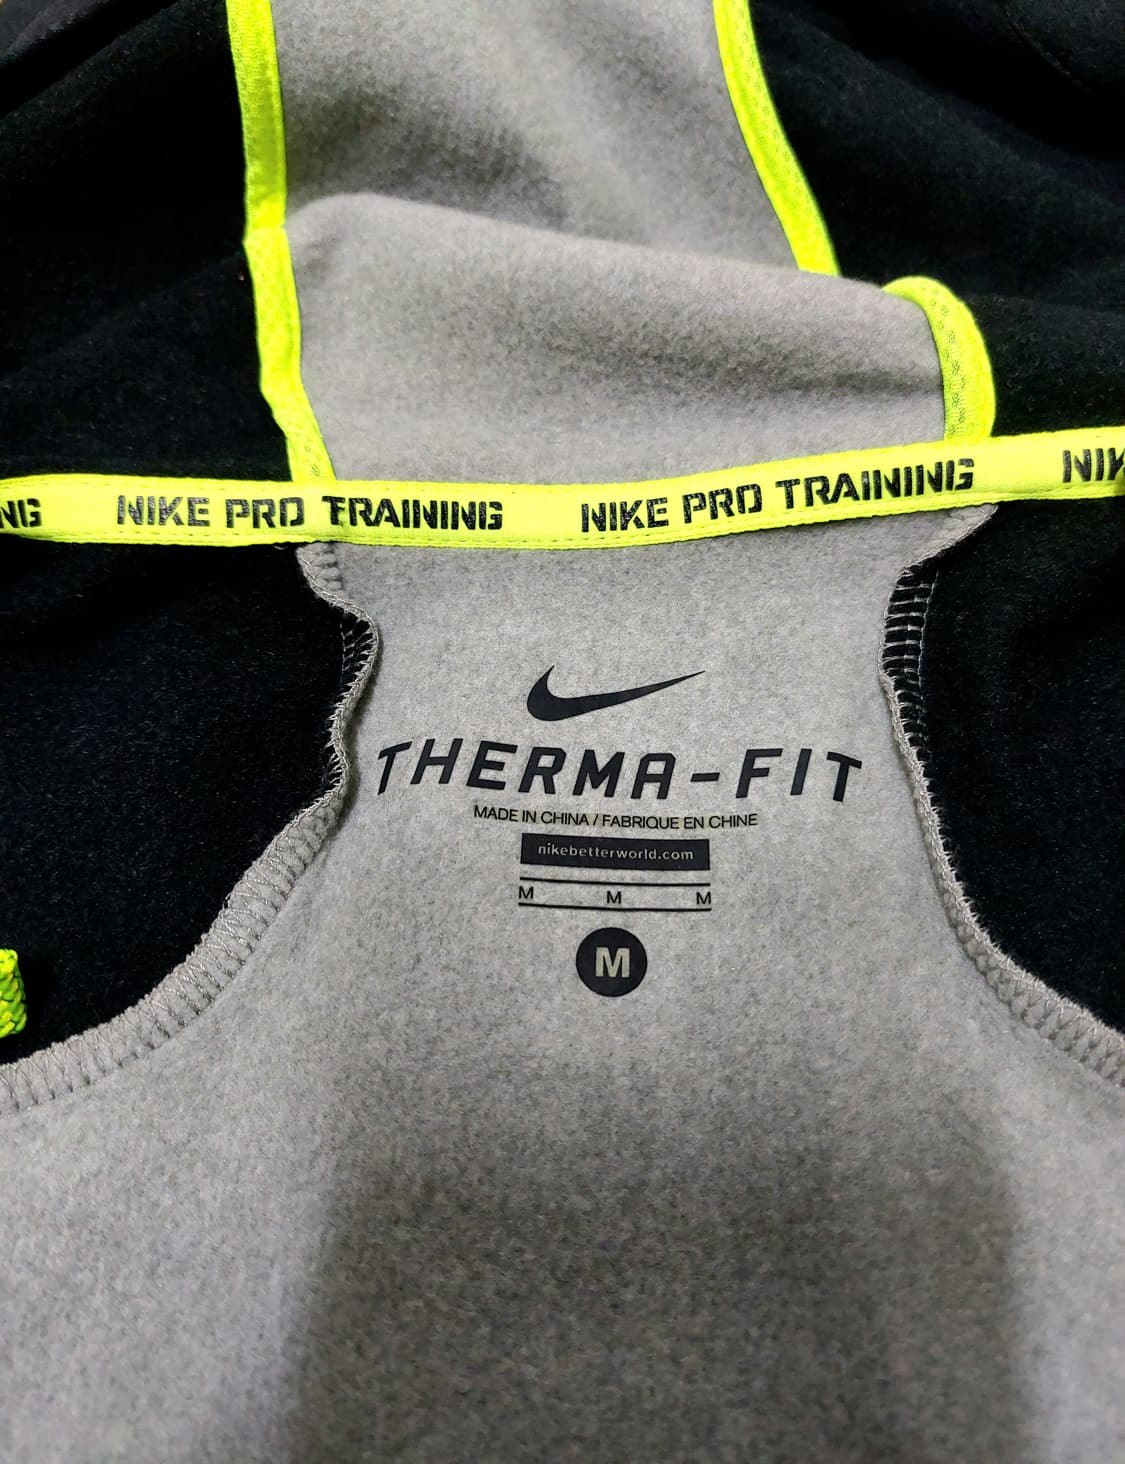 NG NIKE PRO TRAINING NIKE PRO TRAINING NIK
THERMA-FIT
MADE IN CHINA / FABRIQUE EN CHINE
nikebetterworld.com
M M M
M